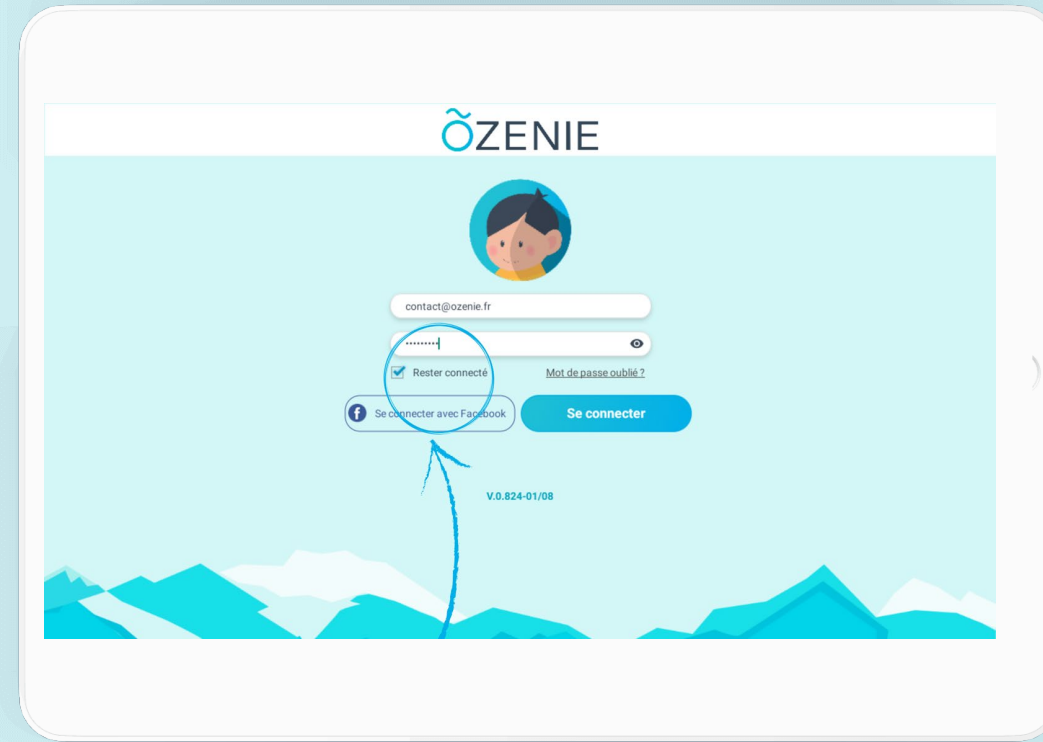 ÕZENIE
contact@ozenie.fr
•••••••••
Rester connecté
Mot de passe oublié ?
Se connecter avec Facebook
Se connecter
V.0.824-01/08